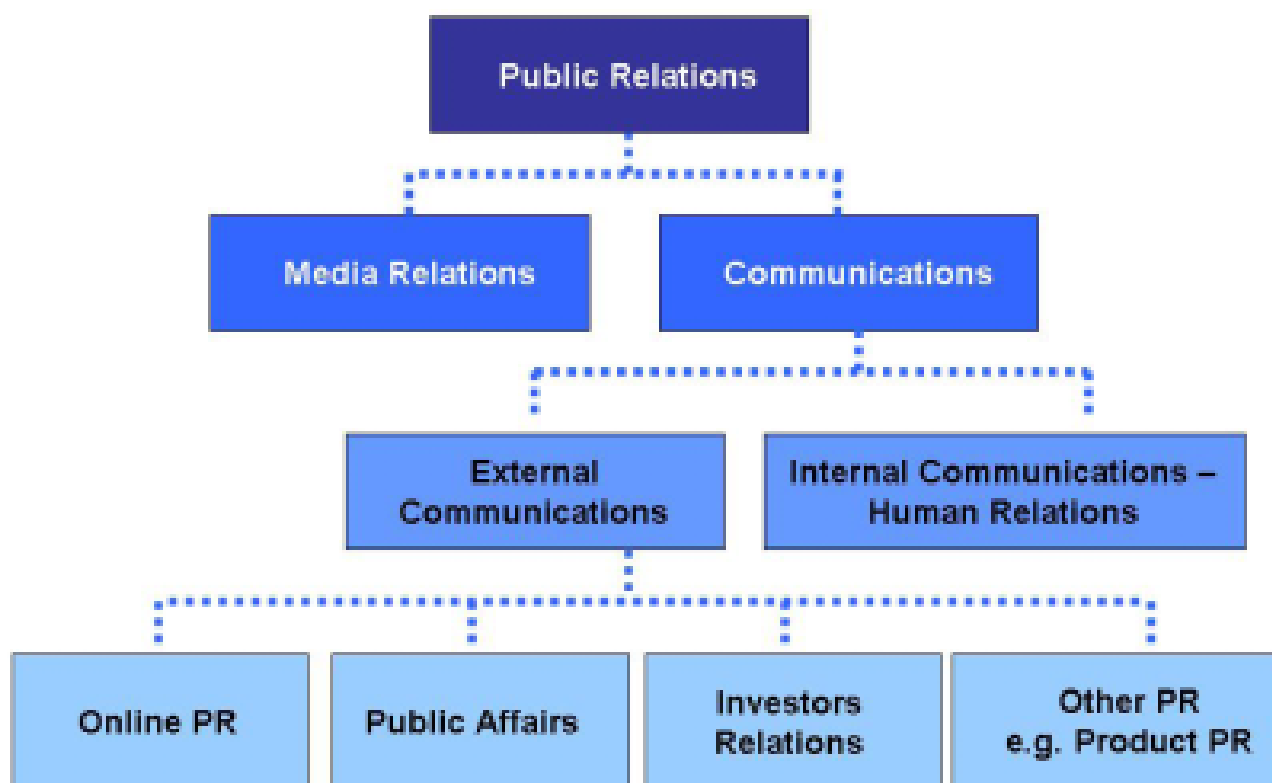 Public Relations
Media Relations
Communications
External
Communications
Internal Communications –
Human Relations
Online PR
Public Affairs
Investors
Relations
Other PR
e.g. Product PR